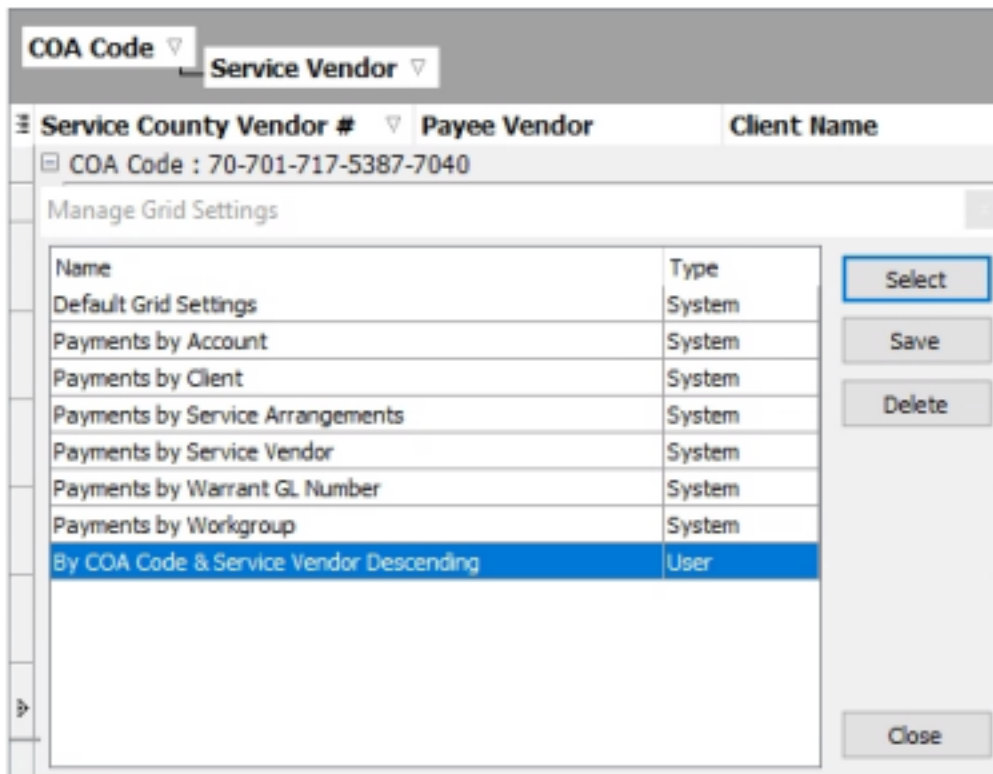 COA Code
Service Vendor
Service County Vendor # Payee Vendor Client Name
COA Code : 70-701-717-5387-7040
Manage Grid Settings
Name Type
Default Grid Settings System
Payments by Account System
Payments by Client System
Payments by Service Arrangements System
Payments by Service Vendor System
Payments by Warrant GL Number System
Payments by Workgroup System
By COA Code & Service Vendor Descending User
Select
Save
Delete
Close